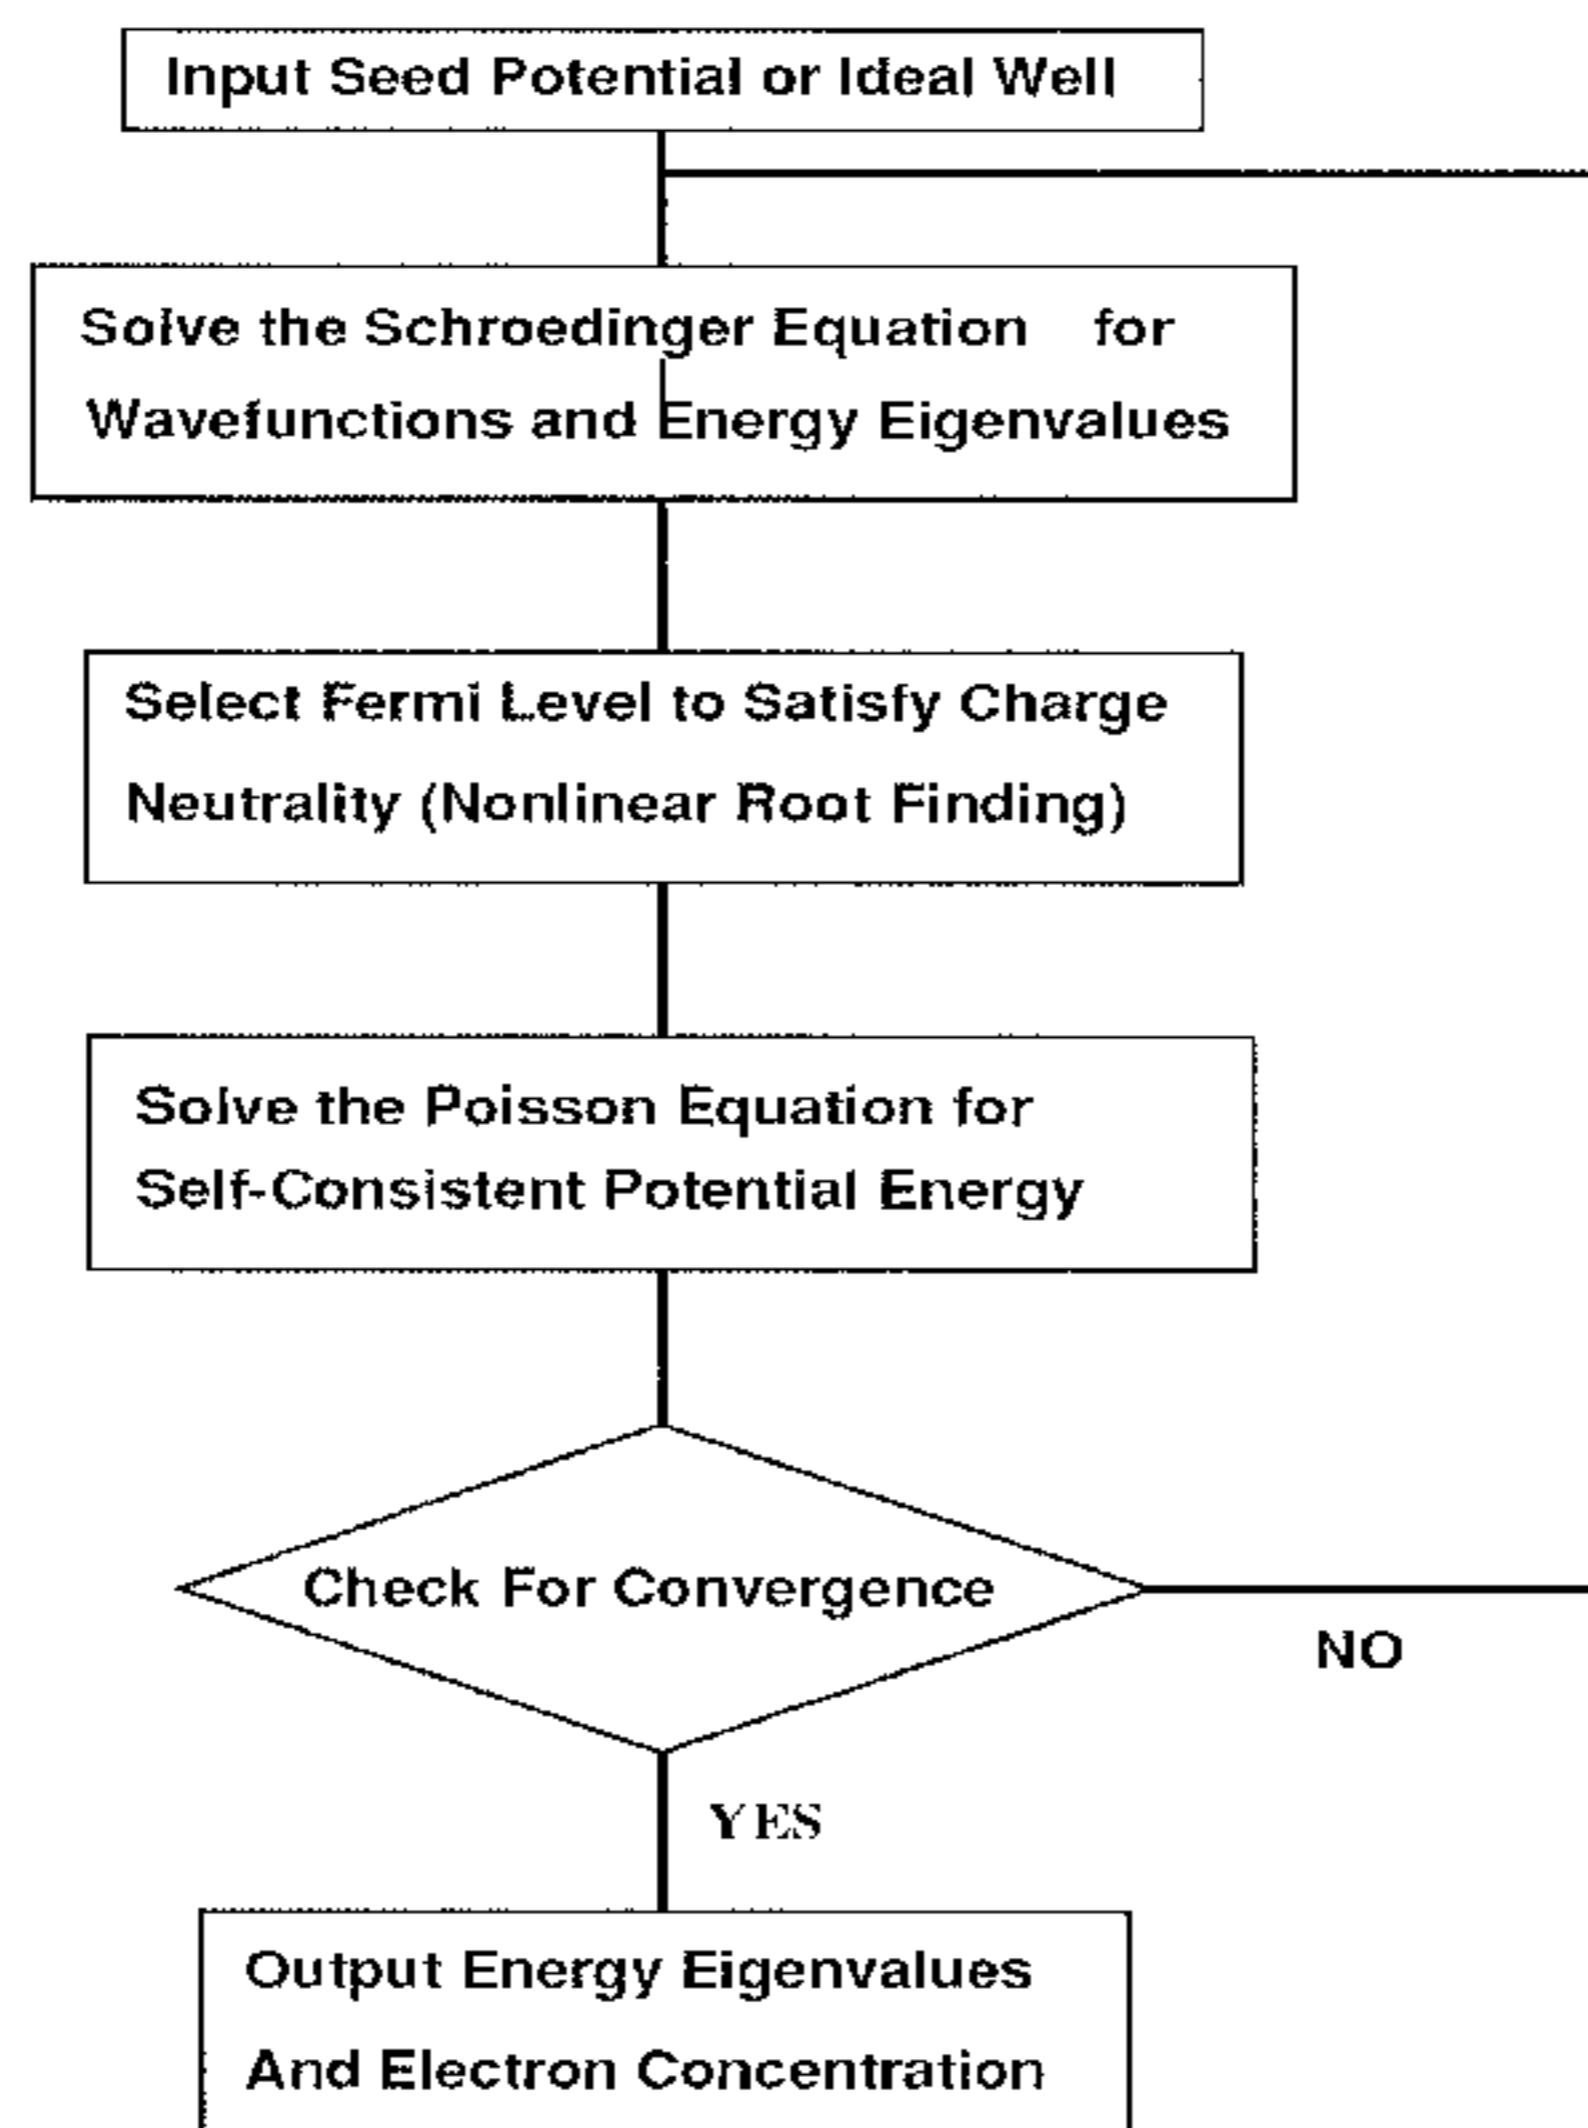 Input Seed Potential or Ideal Well
Solve the Schroedinger Equation for
Wavefunctions and Energy Eigenvalues
Select Fermi Level to Satisfy Charge
Neutrality (Nonlinear Root Finding)
Solve the Poisson Equation for
Self-Consistent Potential Energy
Check For Convergence
NO
YES
Output Energy Eigenvalues
And Electron Concentration